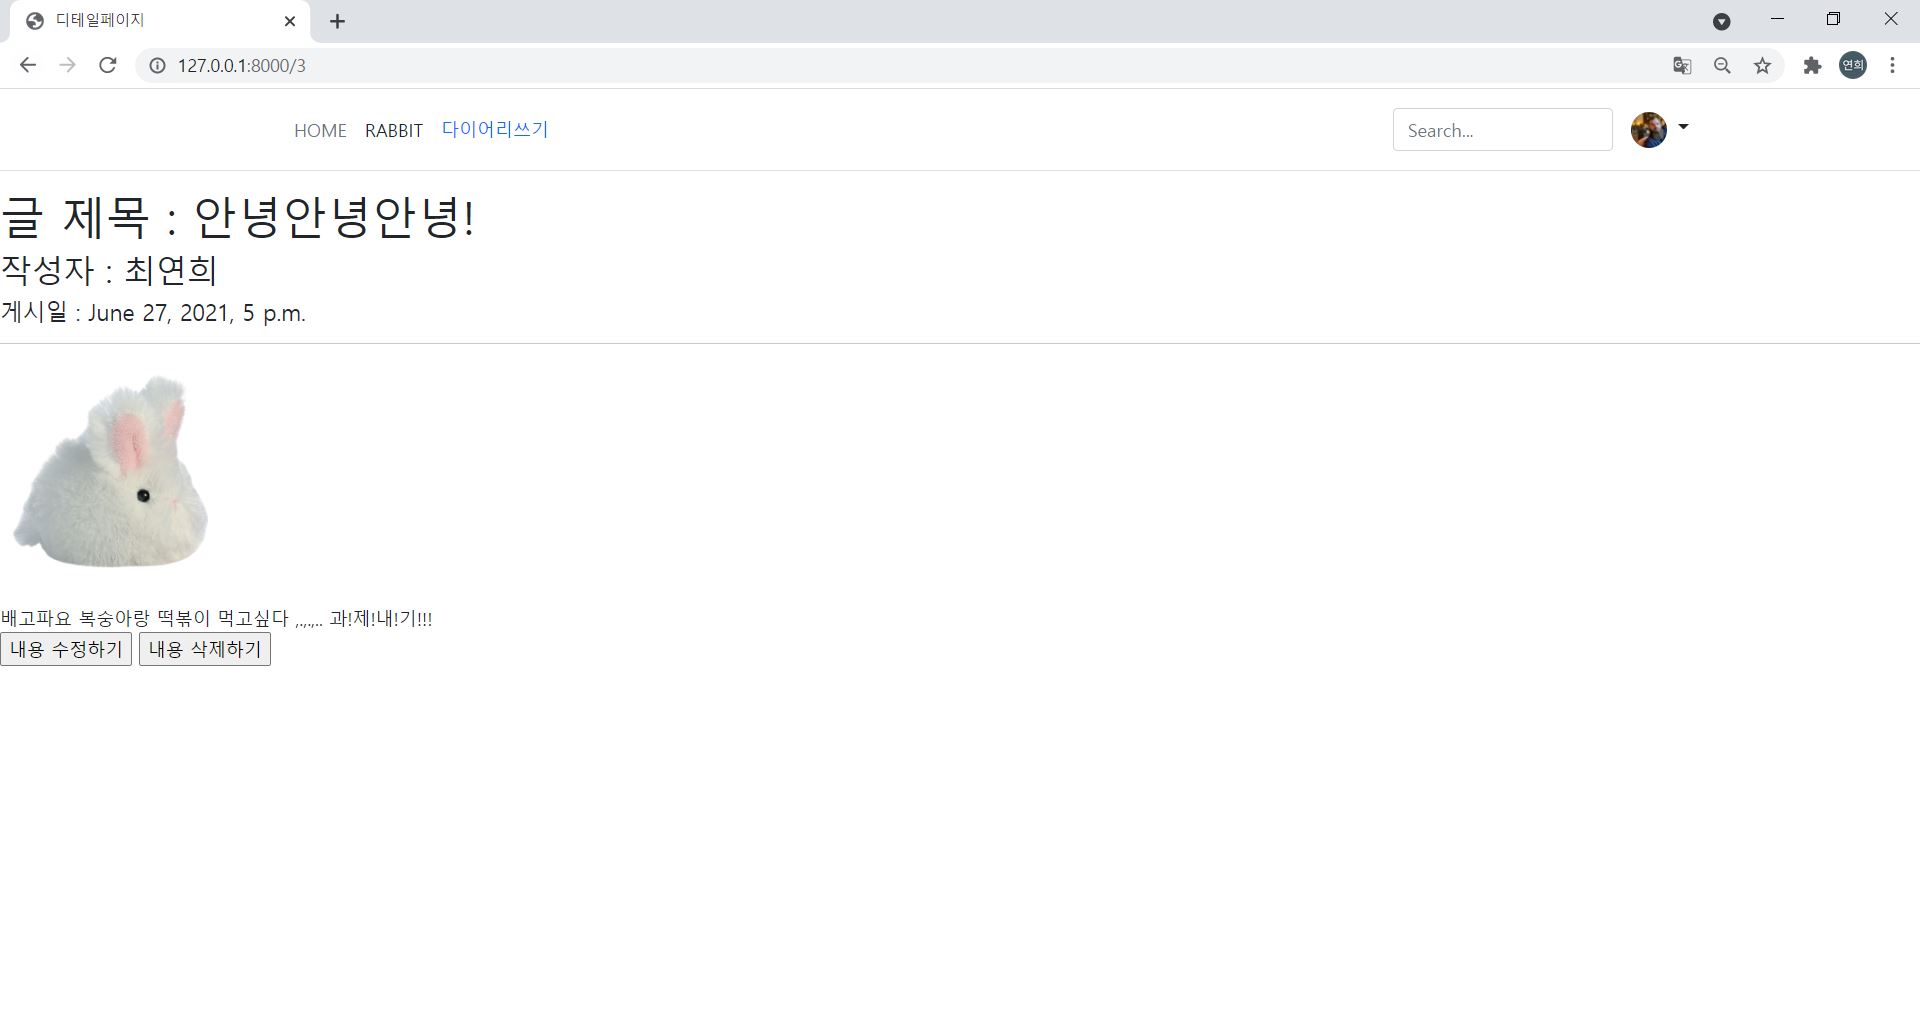 디테일페이지
127.0.0.1:8000/3
연희
HOME RABBIT 다이어리쓰기 Search...
글 제목 : 안녕안녕안녕!
작성자 : 최연희
게시일 : June 27, 2021, 5 p.m.
배고파요 복숭아랑 떡볶이 먹고싶다 ,.,.,.. 과!제!내!기!!!
내용 수정하기 내용 삭제하기